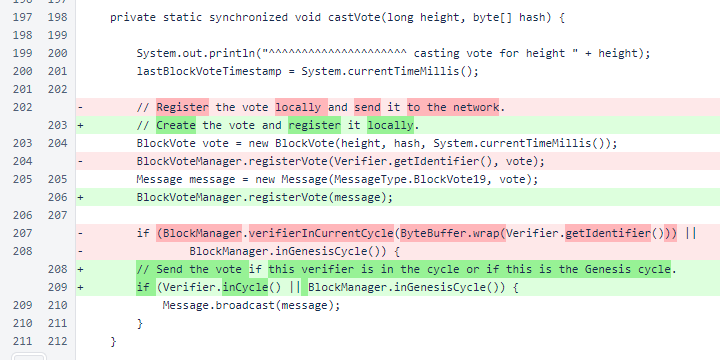 197 198 private static synchronized void castVote(long height, byte[] hash) {
198 199
199 200 System.out.println("^^^^^^^^^^^^^^^^^^^^^ casting vote for height " + height);
200 201 lastBlockVoteTimestamp = System.currentTimeMillis();
201 202
202 - // Register the vote locally and send it to the network.
203 + // Create the vote and register it locally.
203 204 BlockVote vote = new BlockVote(height, hash, System.currentTimeMillis());
204 - BlockVoteManager.registerVote(Verifier.getIdentifier(), vote);
205 205 Message message = new Message(MessageType.BlockVote19, vote);
206 + BlockVoteManager.registerVote(message);
206 207
207 - if (BlockManager.verifierInCurrentCycle(ByteBuffer.wrap(Verifier.getIdentifier())) ||
208 - BlockManager.inGenesisCycle()) {
208 + // Send the vote if this verifier is in the cycle or if this is the Genesis cycle.
209 + if (Verifier.inCycle() || BlockManager.inGenesisCycle()) {
209 210 Message.broadcast(message);
210 211 }
211 212 }